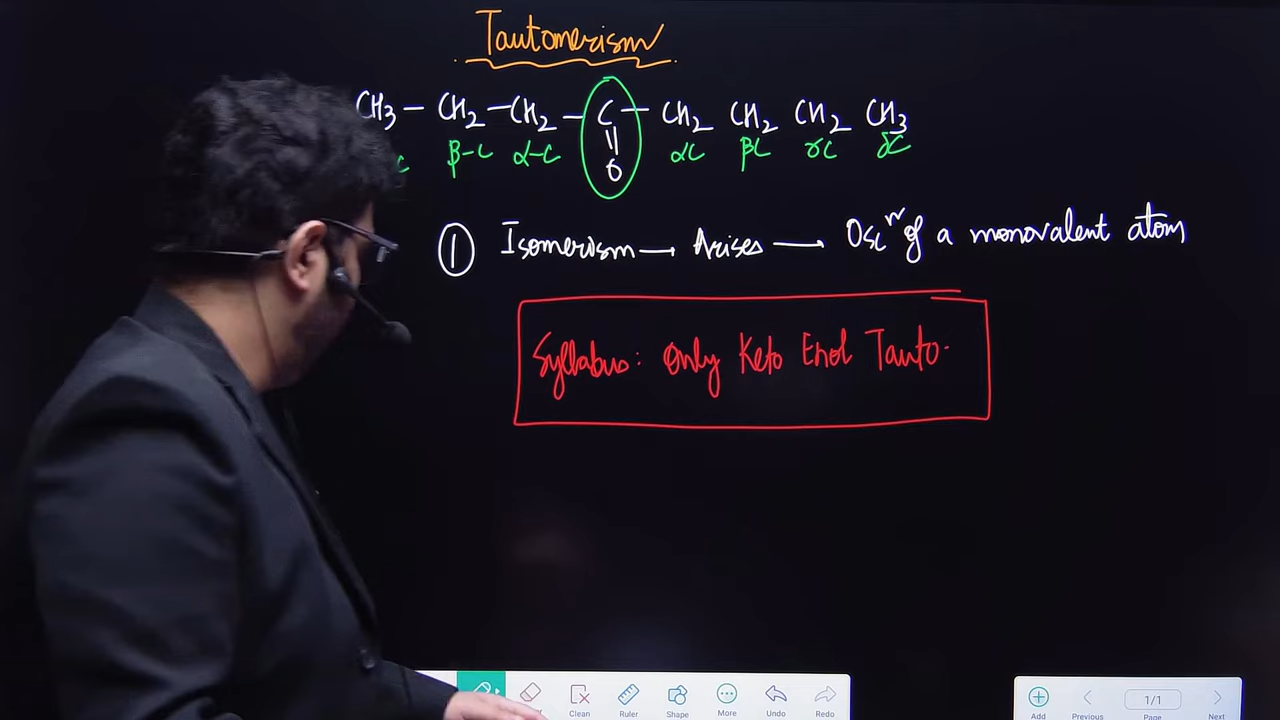 Tautomerism
CH3 – CH2 – CH2 – C – CH2 CH2 CH2 CH3
||
O
C β-C α-C αC βC γC δC
① Isomerism → Arises → Oscⁿ of a monovalent atom
Syllabus: Only Keto Enol Tauto.
Clean Ruler Shape More Undo Redo
1/1
Add Previous Page Next